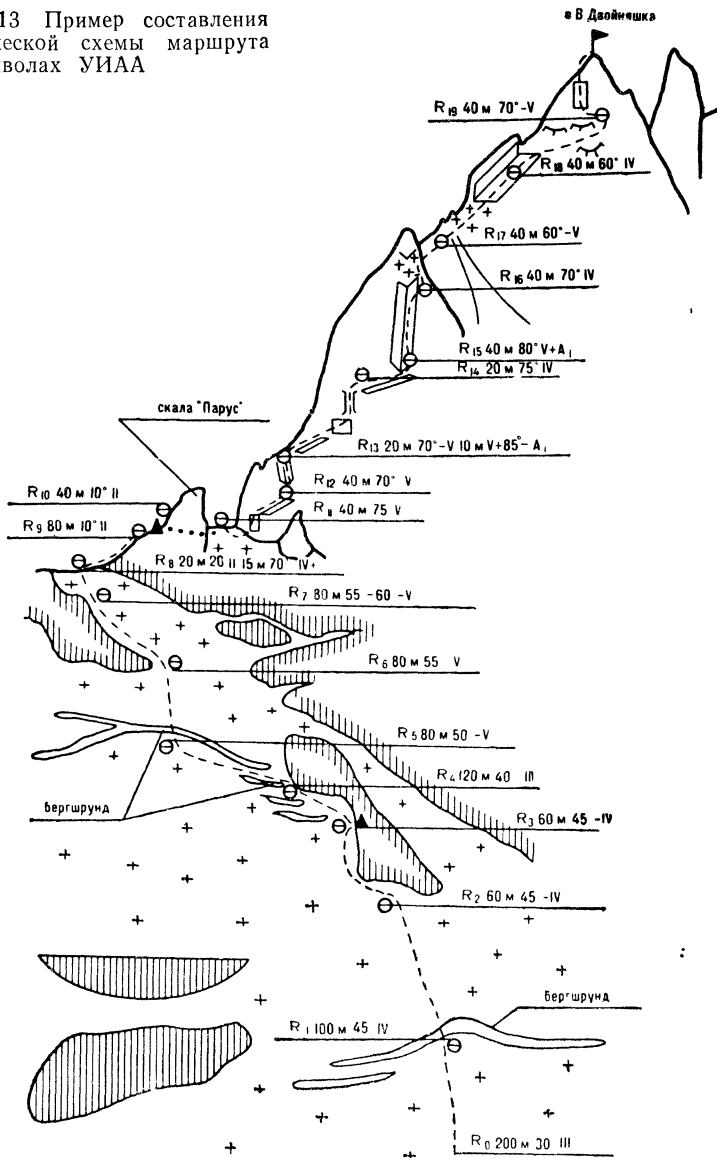 13 Пример составления
еской схемы маршрута
волах УИАА
в В Двойняшка
R19 40 м 70°-V
R18 40 м 60° IV
R17 40 м 60°-V
R16 40 м 70° IV
R15 40 м 80° V+A1
R14 20 м 75° IV
скала "Парус"
R13 20 м 70°-V 10 м V+85°-A1
R12 40 м 70° V
R10 40 м 10° II
R11 40 м 75 V
R9 80 м 10° II
R8 20 м 20 II 15 м 70° IV+
R7 80 м 55-60-V
R6 80 м 55 V
R5 80 м 50-V
R4 120 м 40 III
бергшрунд
R3 60 м 45-IV
R2 60 м 45-IV
бергшрунд
R1 100 м 45 IV
R0 200 м 30 III